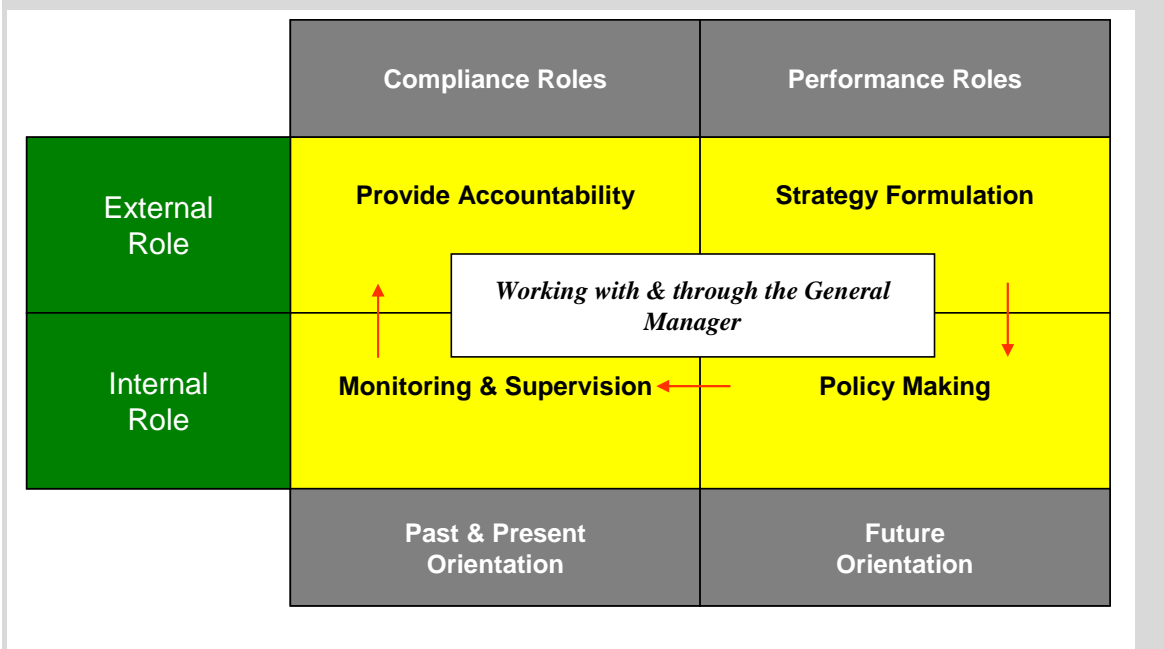 Compliance Roles
Performance Roles
External
Role
Provide Accountability
Strategy Formulation
Working with & through the General
Manager
Internal
Role
Monitoring & Supervision
Policy Making
Past & Present
Orientation
Future
Orientation